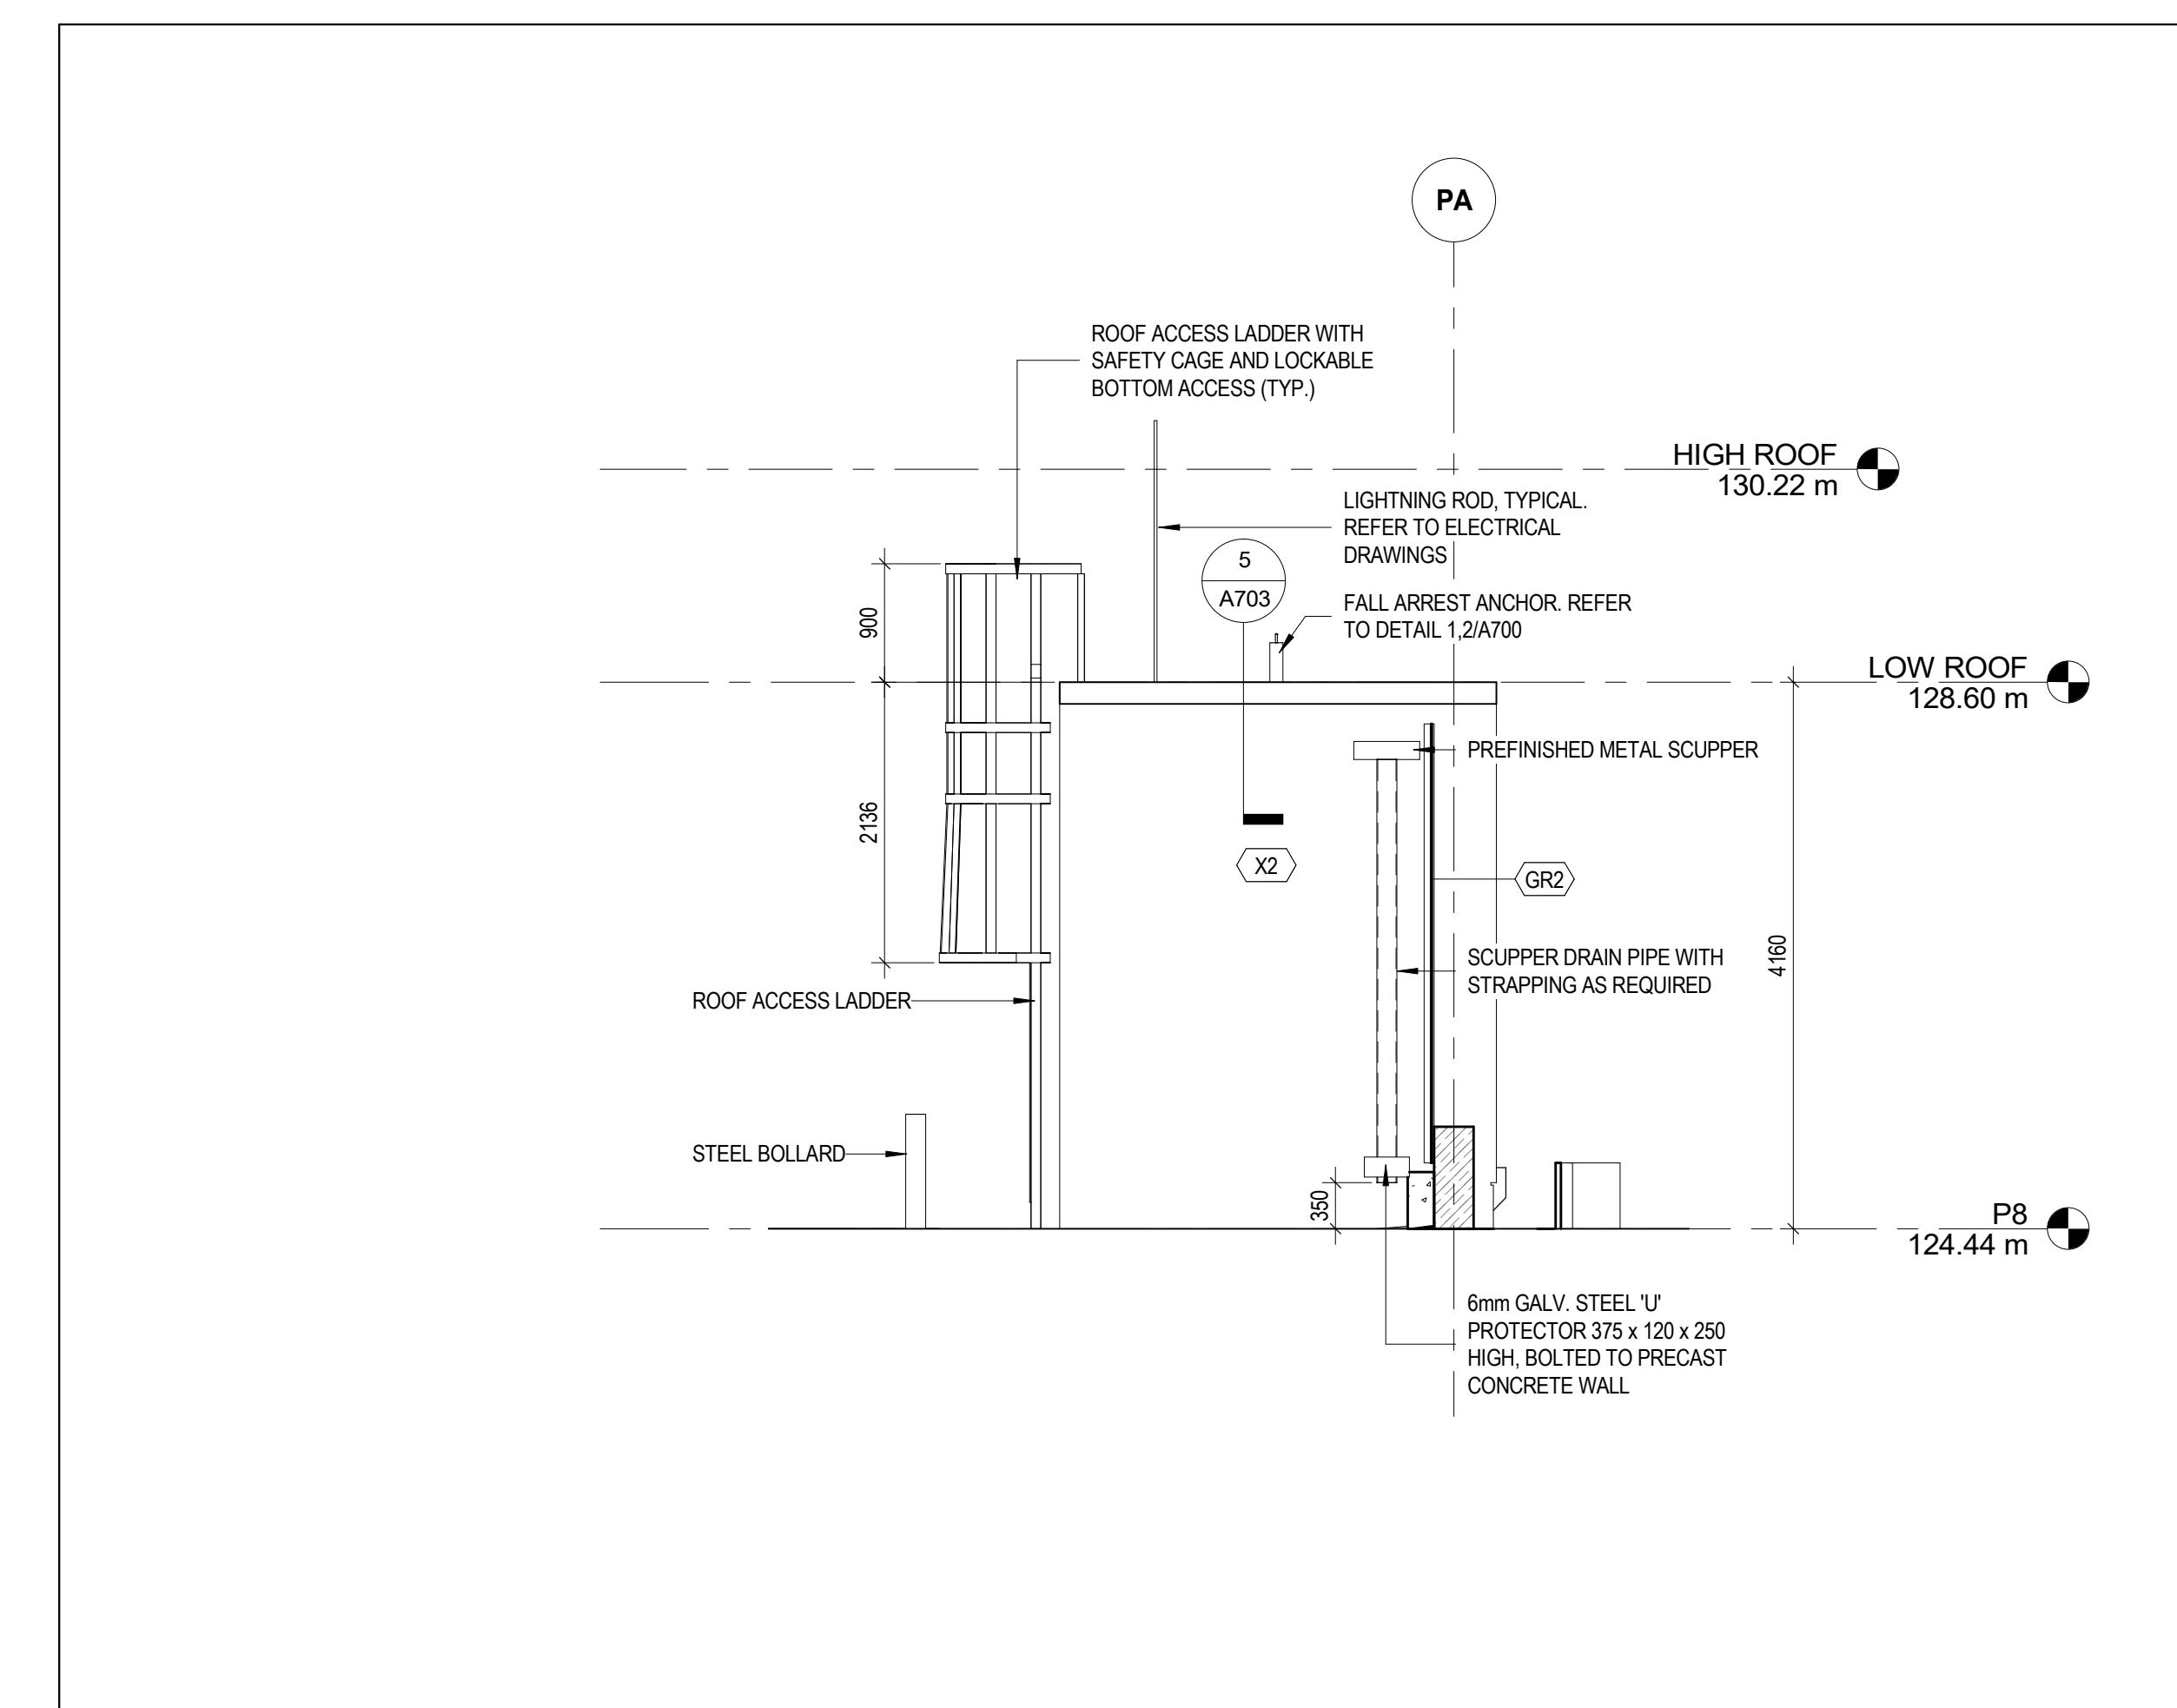 PA
ROOF ACCESS LADDER WITH
SAFETY CAGE AND LOCKABLE
BOTTOM ACCESS (TYP.)
HIGH ROOF
130.22 m
LIGHTNING ROD, TYPICAL.
REFER TO ELECTRICAL
DRAWINGS
5
A703
FALL ARREST ANCHOR. REFER
TO DETAIL 1,2/A700
900
LOW ROOF
128.60 m
PREFINISHED METAL SCUPPER
2136
X2
GR2
4160
SCUPPER DRAIN PIPE WITH
STRAPPING AS REQUIRED
ROOF ACCESS LADDER
STEEL BOLLARD
350
P8
124.44 m
6mm GALV. STEEL 'U'
PROTECTOR 375 x 120 x 250
HIGH, BOLTED TO PRECAST
CONCRETE WALL